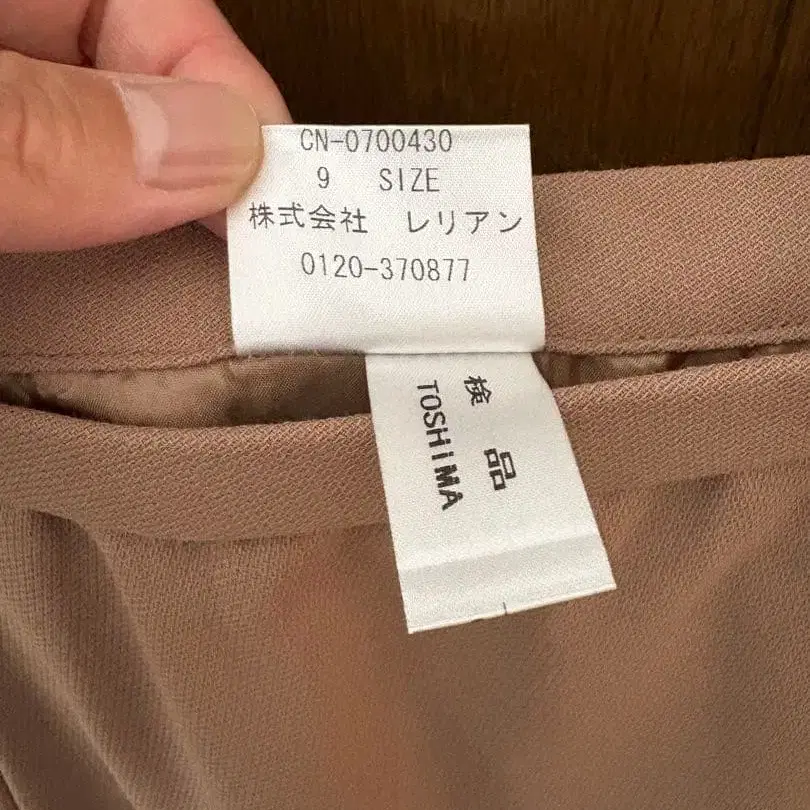 CN-0700430
9 SIZE
株式会社 レリアン
0120-370877
検品
TOSHiMA